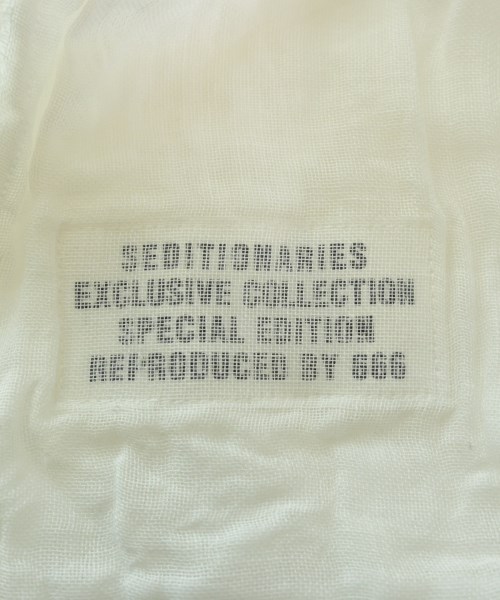 SEDITIONARIES
EXCLUSIVE COLLECTION
SPECIAL EDITION
REPRODUCED BY 666